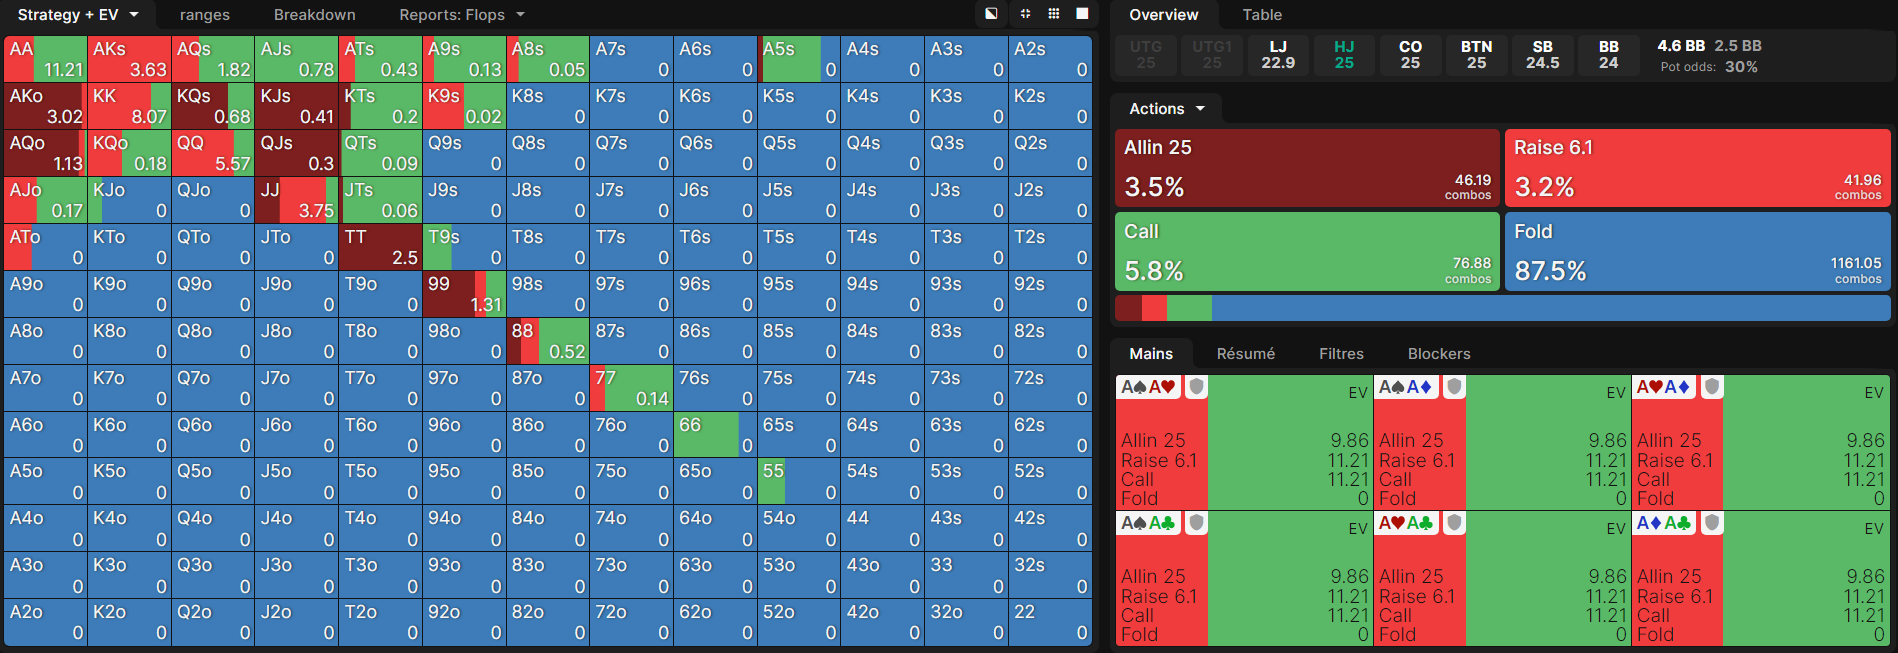 Strategy + EV ranges Breakdown Reports: Flops
AA AKs AQs AJs ATs A9s A8s A7s A6s A5s A4s A3s A2s
11.21 3.63 1.82 0.78 0.43 0.13 0.05 0 0 0 0 0 0
AKo KK KQs KJs KTs K9s K8s K7s K6s K5s K4s K3s K2s
3.02 8.07 0.68 0.41 0.2 0.02 0 0 0 0 0 0 0
AQo KQo QQ QJs QTs Q9s Q8s Q7s Q6s Q5s Q4s Q3s Q2s
1.13 0.18 5.57 0.3 0.09 0 0 0 0 0 0 0 0
AJo KJo QJo JJ JTs J9s J8s J7s J6s J5s J4s J3s J2s
0.17 0 0 3.75 0.06 0 0 0 0 0 0 0 0
ATo KTo QTo JTo TT T9s T8s T7s T6s T5s T4s T3s T2s
0 0 0 0 2.5 0 0 0 0 0 0 0 0
A9o K9o Q9o J9o T9o 99 98s 97s 96s 95s 94s 93s 92s
0 0 0 0 0 1.31 0 0 0 0 0 0 0
A8o K8o Q8o J8o T8o 98o 88 87s 86s 85s 84s 83s 82s
0 0 0 0 0 0 0.52 0 0 0 0 0 0
A7o K7o Q7o J7o T7o 97o 87o 77 76s 75s 74s 73s 72s
0 0 0 0 0 0 0 0.14 0 0 0 0 0
A6o K6o Q6o J6o T6o 96o 86o 76o 66 65s 64s 63s 62s
0 0 0 0 0 0 0 0 0 0 0 0 0
A5o K5o Q5o J5o T5o 95o 85o 75o 65o 55 54s 53s 52s
0 0 0 0 0 0 0 0 0 0 0 0 0
A4o K4o Q4o J4o T4o 94o 84o 74o 64o 54o 44 43s 42s
0 0 0 0 0 0 0 0 0 0 0 0 0
A3o K3o Q3o J3o T3o 93o 83o 73o 63o 53o 43o 33 32s
0 0 0 0 0 0 0 0 0 0 0 0 0
A2o K2o Q2o J2o T2o 92o 82o 72o 62o 52o 42o 32o 22
0 0 0 0 0 0 0 0 0 0 0 0 0
Overview Table
UTG UTG1 LJ HJ CO BTN SB BB 4.6 BB 2.5 BB
25 25 22.9 25 25 25 24.5 24 Pot odds: 30%
Actions
Allin 25 Raise 6.1
3.5% 46.19 combos 3.2% 41.96 combos
Call Fold
5.8% 76.88 combos 87.5% 1161.05 combos
Mains Résumé Filtres Blockers
A♠A♥ EV A♠A♦ EV A♥A♦ EV
Allin 25 9.86 Allin 25 9.86 Allin 25 9.86
Raise 6.1 11.21 Raise 6.1 11.21 Raise 6.1 11.21
Call 11.21 Call 11.21 Call 11.21
Fold 0 Fold 0 Fold 0
A♠A♣ EV A♥A♣ EV A♦A♣ EV
Allin 25 9.86 Allin 25 9.86 Allin 25 9.86
Raise 6.1 11.21 Raise 6.1 11.21 Raise 6.1 11.21
Call 11.21 Call 11.21 Call 11.21
Fold 0 Fold 0 Fold 0